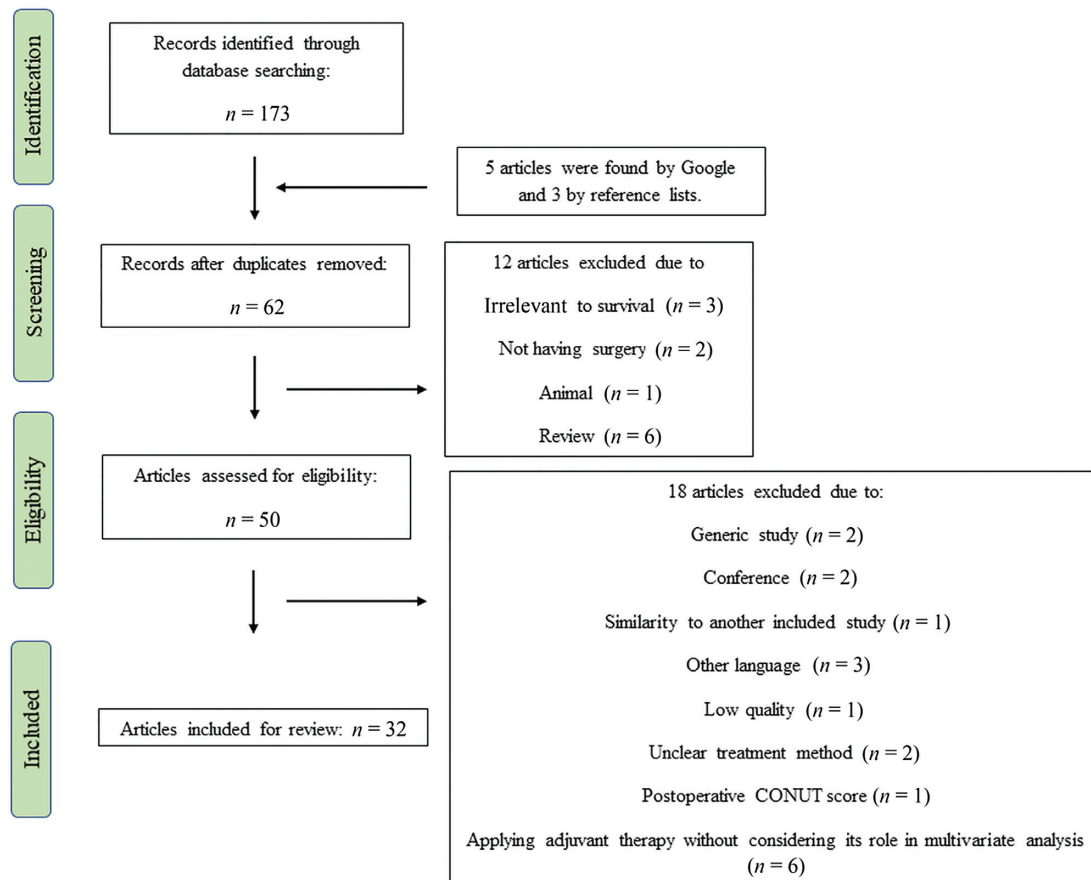 Identification
Records identified through
database searching:
n = 173
5 articles were found by Google
and 3 by reference lists.
Screening
Records after duplicates removed:
n = 62
12 articles excluded due to
Irrelevant to survival (n = 3)
Not having surgery (n = 2)
Animal (n = 1)
Review (n = 6)
Eligibility
Articles assessed for eligibility:
n = 50
18 articles excluded due to:
Generic study (n = 2)
Conference (n = 2)
Similarity to another included study (n = 1)
Other language (n = 3)
Low quality (n = 1)
Unclear treatment method (n = 2)
Postoperative CONUT score (n = 1)
Applying adjuvant therapy without considering its role in multivariate analysis
(n = 6)
Included
Articles included for review: n = 32